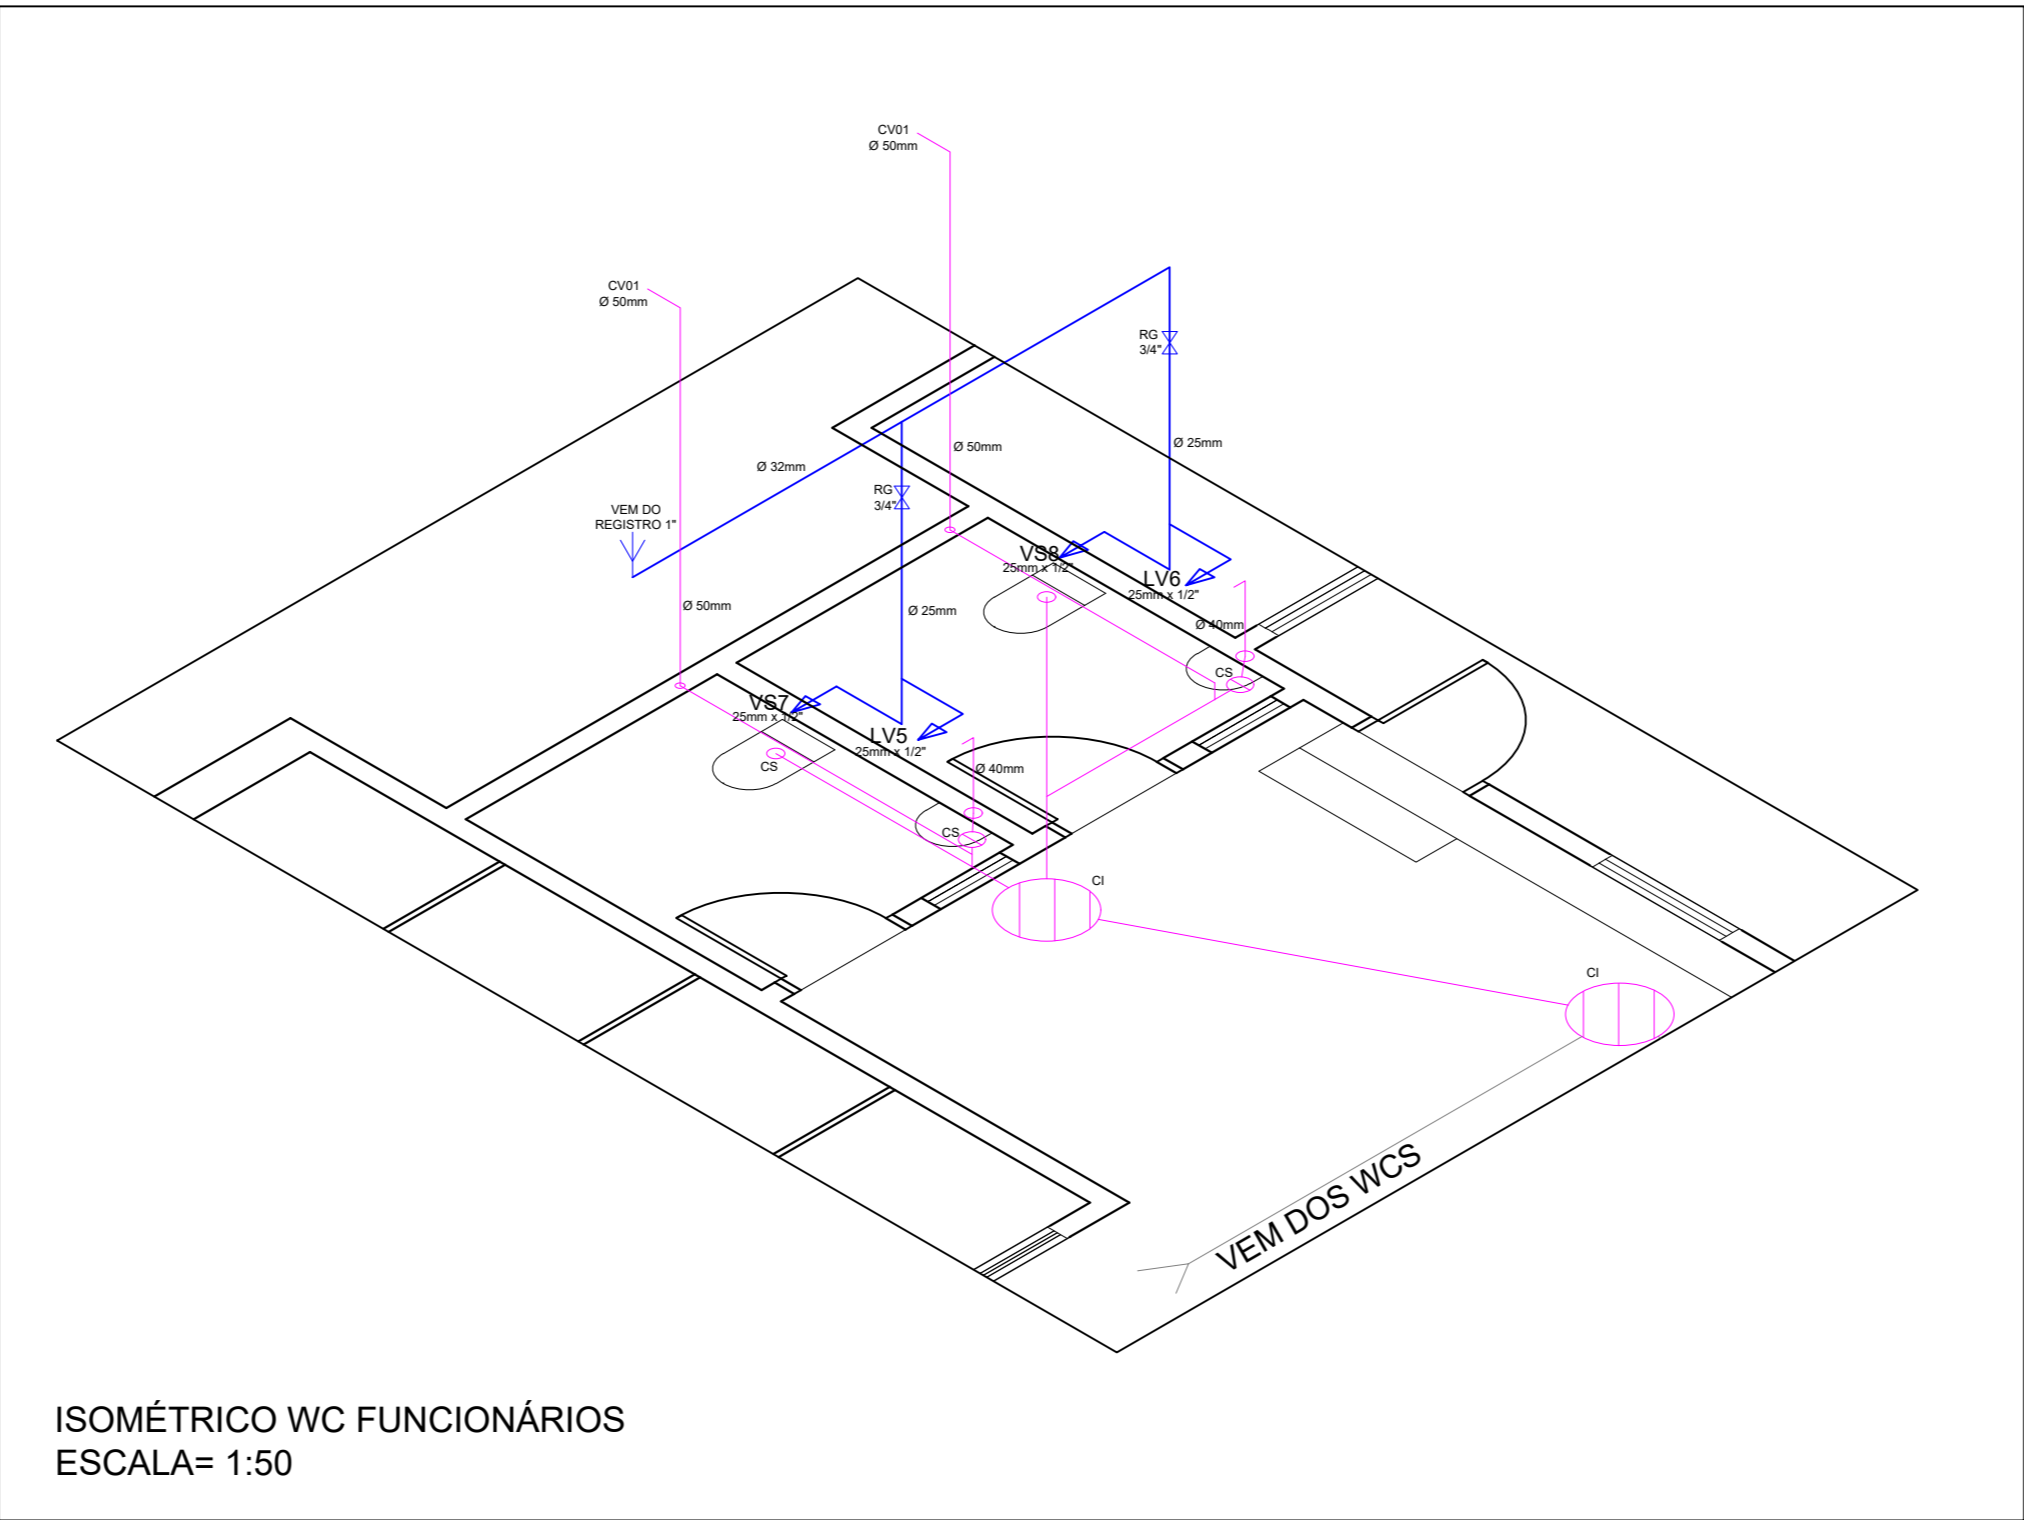 CV01
Ø 50mm
CV01
Ø 50mm
RG
3/4"
Ø 25mm
Ø 50mm
Ø 32mm
RG
3/4"
VEM DO
REGISTRO 1"
VS8
25mm x 1/2"
LV6
25mm x 1/2"
Ø 50mm
Ø 25mm
Ø 40mm
CS
VS7
25mm x 1/2"
LV5
25mm x 1/2"
CS
Ø 40mm
CS
CI
CI
VEM DOS WCS
ISOMÉTRICO WC FUNCIONÁRIOS
ESCALA= 1:50